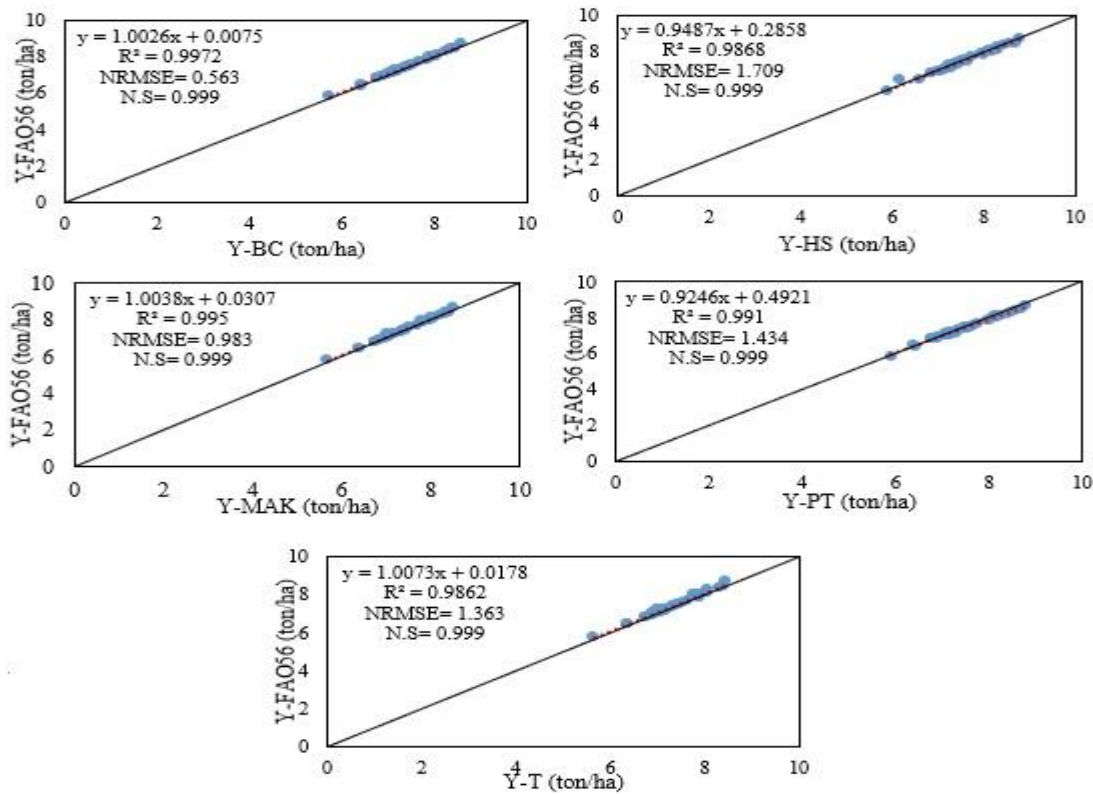 y = 1.0026x + 0.0075
R² = 0.9972
NRMSE= 0.563
N.S= 0.999
Y-FAO56 (ton/ha)
10
8
6
4
2
0
0 2 4 6 8 10
Y-BC (ton/ha)
y = 0.9487x + 0.2858
R² = 0.9868
NRMSE= 1.709
N.S= 0.999
Y-FAO56 (ton/ha)
10
8
6
4
2
0
0 2 4 6 8 10
Y-HS (ton/ha)
y = 1.0038x + 0.0307
R² = 0.995
NRMSE= 0.983
N.S= 0.999
Y-FAO56 (ton/ha)
10
8
6
4
2
0
0 2 4 6 8 10
Y-MAK (ton/ha)
y = 0.9246x + 0.4921
R² = 0.991
NRMSE= 1.434
N.S= 0.999
Y-FAO56 (ton/ha)
10
8
6
4
2
0
0 2 4 6 8 10
Y-PT (ton/ha)
y = 1.0073x + 0.0178
R² = 0.9862
NRMSE= 1.363
N.S= 0.999
Y-FAO56 (ton/ha)
10
8
6
4
2
0
0 2 4 6 8 10
Y-T (ton/ha)